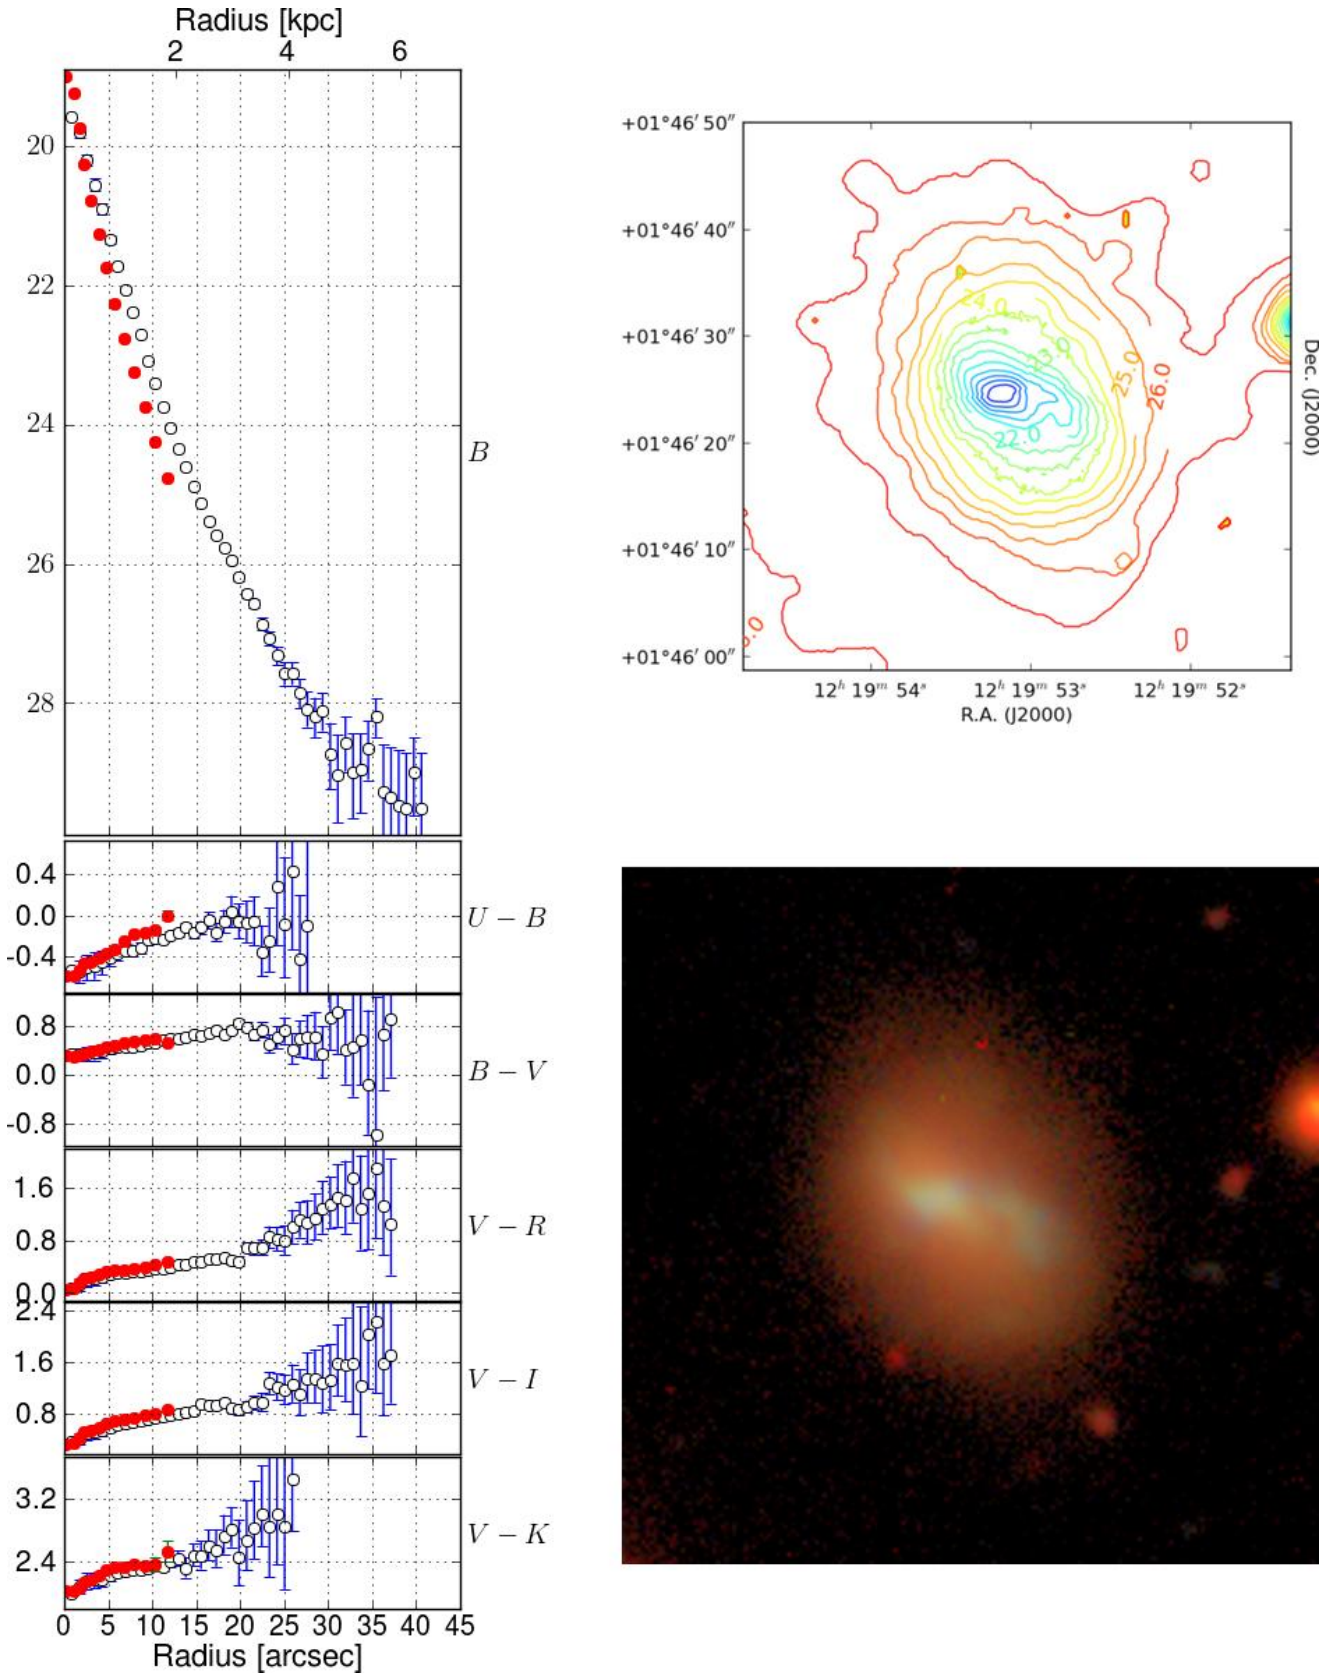 Radius [kpc]
2 4 6
20
22
24
26
28
B
0.4
0.0
-0.4
U − B
0.8
0.0
-0.8
B − V
1.6
0.8
0.0
V − R
2.4
1.6
0.8
V − I
3.2
2.4
V − K
0 5 10 15 20 25 30 35 40 45
Radius [arcsec]
+01°46′50″
+01°46′40″
+01°46′30″
+01°46′20″
+01°46′10″
+01°46′00″
24.0
23.0
22.0
25.0
26.0
Dec. (J2000)
12ʰ 19ᵐ 54ˢ 12ʰ 19ᵐ 53ˢ 12ʰ 19ᵐ 52ˢ
R.A. (J2000)